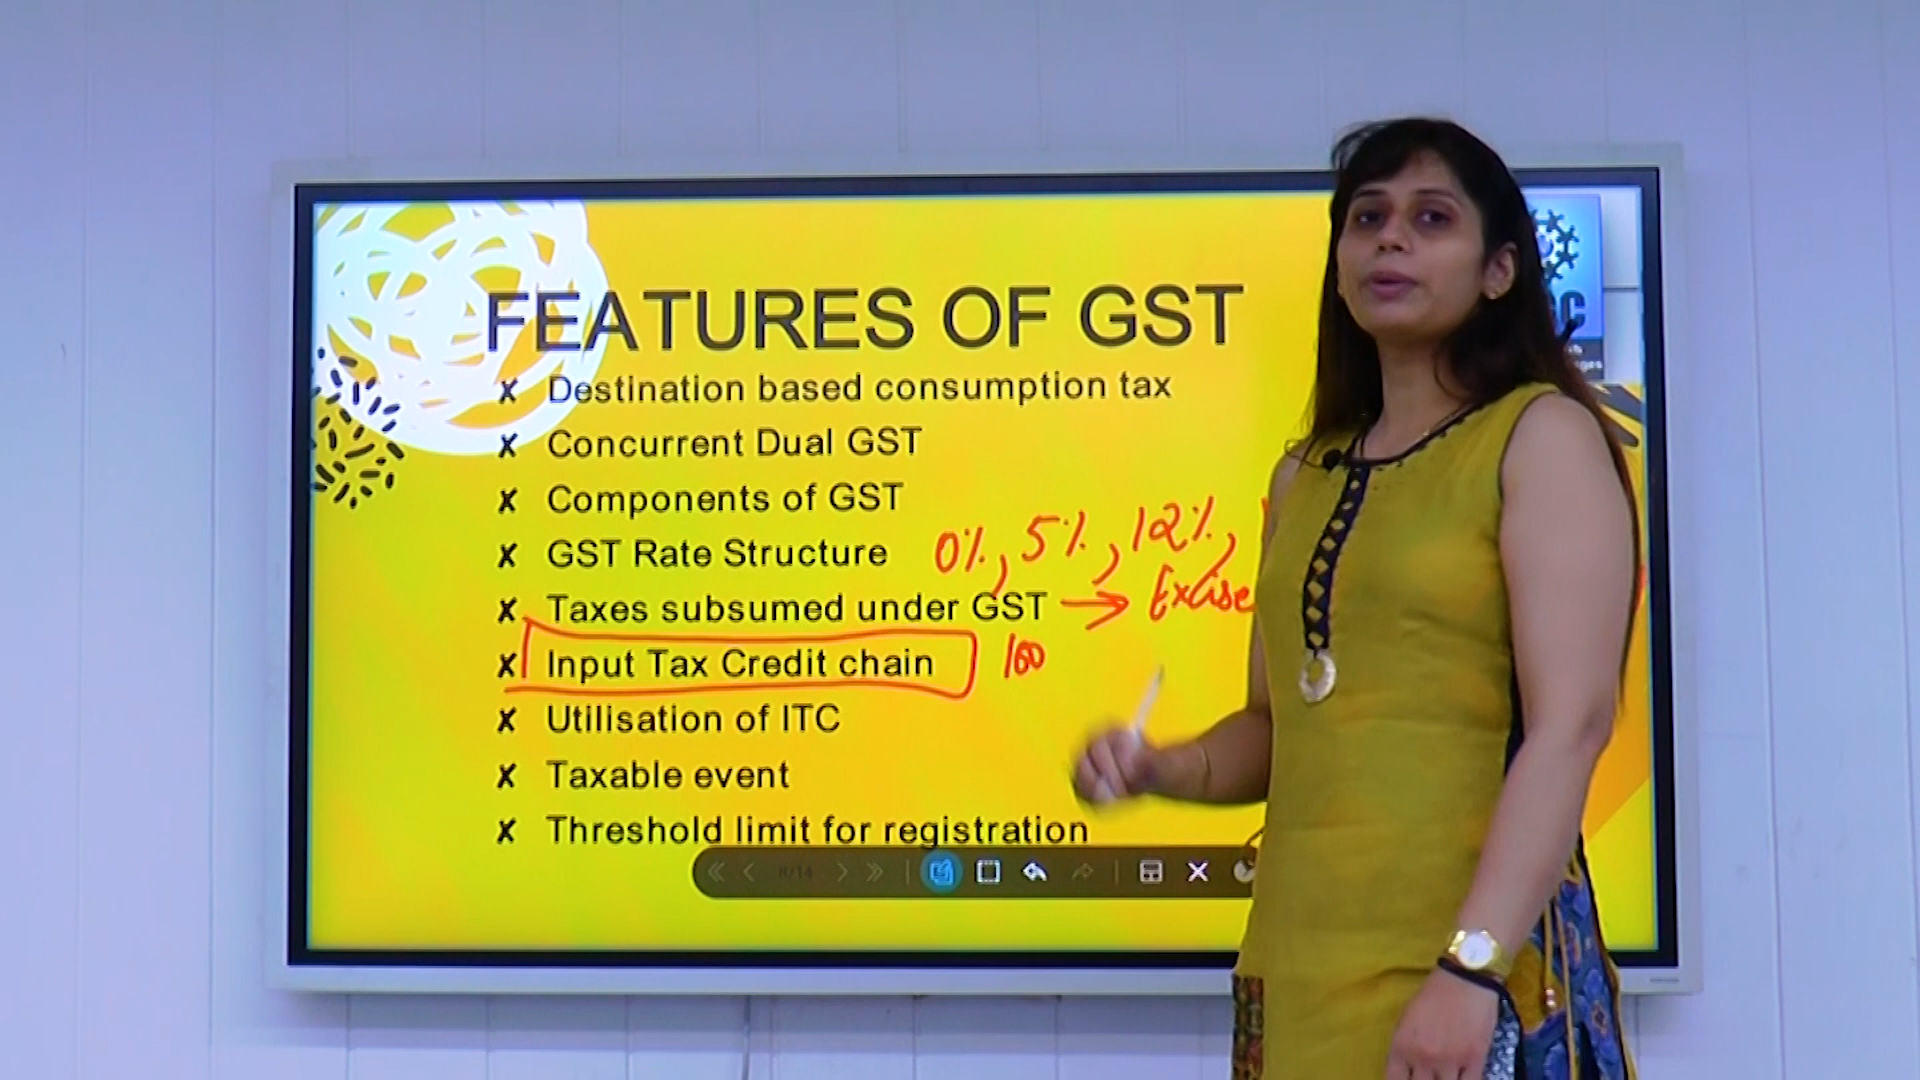 FEATURES OF GST
✗ Destination based consumption tax
✗ Concurrent Dual GST
✗ Components of GST
✗ GST Rate Structure 0%, 5%, 12%,
✗ Taxes subsumed under GST → Excise
✗ Input Tax Credit chain 100
✗ Utilisation of ITC
✗ Taxable event
✗ Threshold limit for registration
8/14